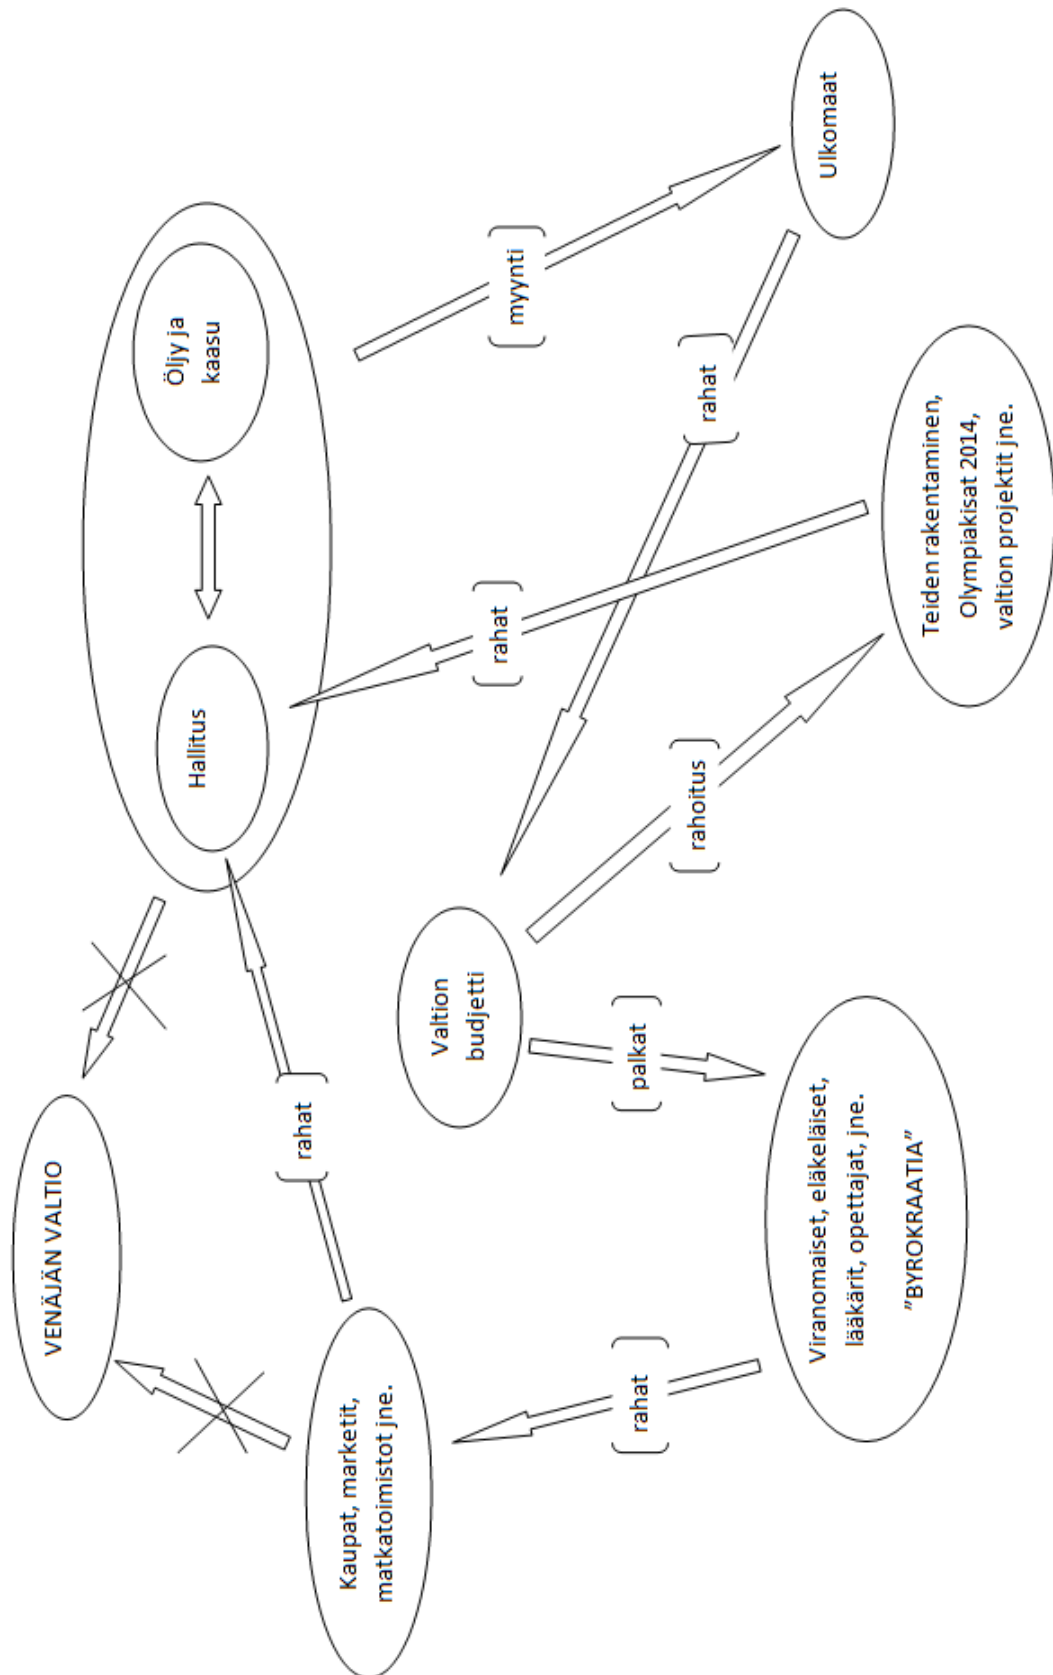 VENÄJÄN VALTIO
Hallitus
Öljy ja
kaasu
rahat
Kaupat, marketit,
matkatoimistot jne.
Valtion
budjetti
rahat
myynti
rahat
palkat
rahoitus
rahat
Ulkomaat
Viranomaiset, eläkeläiset,
lääkärit, opettajat, jne.
”BYROKRAATIA”
Teiden rakentaminen,
Olympiakisat 2014,
valtion projektit jne.